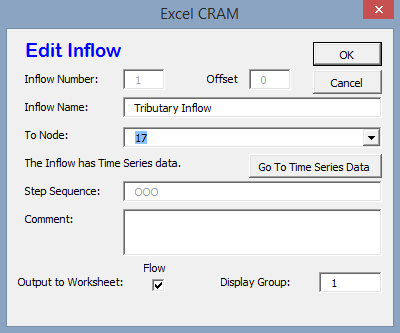 Excel CRAM
Edit Inflow
OK
Inflow Number: 1 Offset 0
Cancel
Inflow Name: Tributary Inflow
To Node: 17
The Inflow has Time Series data. Go To Time Series Data
Step Sequence: OOO
Comment:
Flow
Output to Worksheet: Display Group: 1